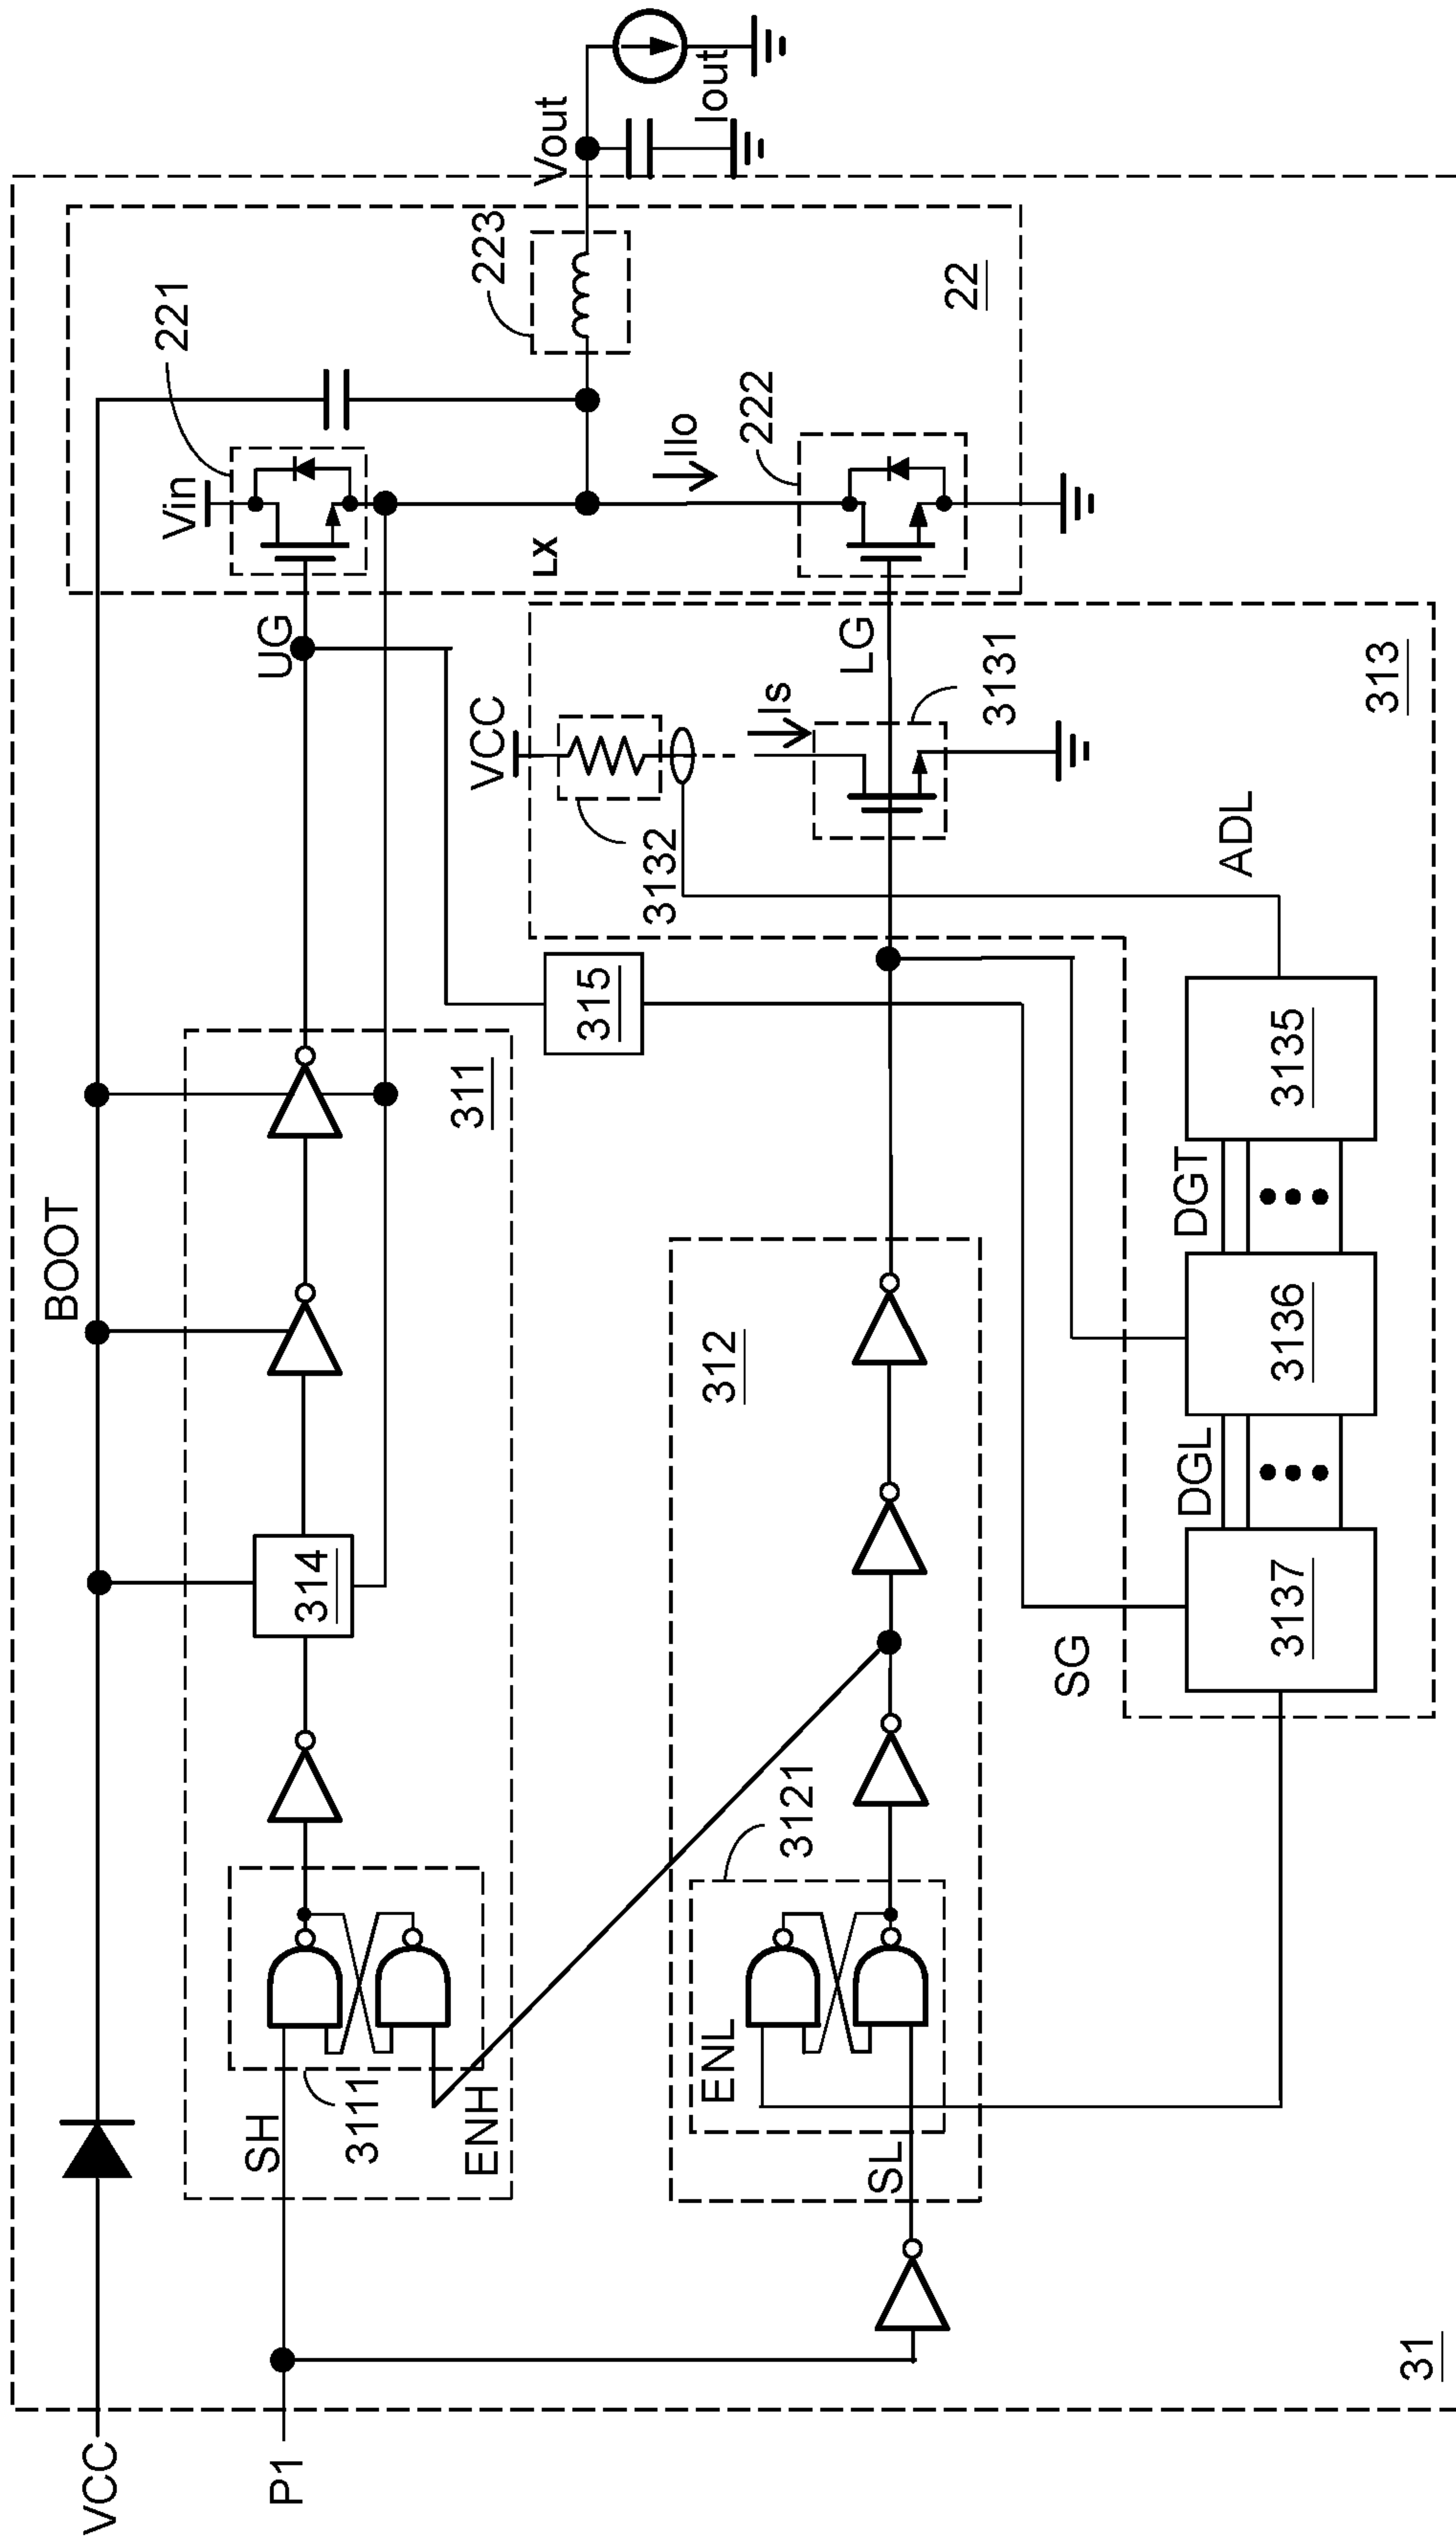 VCC
P1
BOOT
SH
3111
ENH
314
311
UG
Vin
221
LX
Ilo
223
Vout
Iout
22
222
ENL
3121
SL
312
315
VCC
3132
Is
LG
3131
ADL
SG
3137
DGL
3136
DGT
3135
313
31